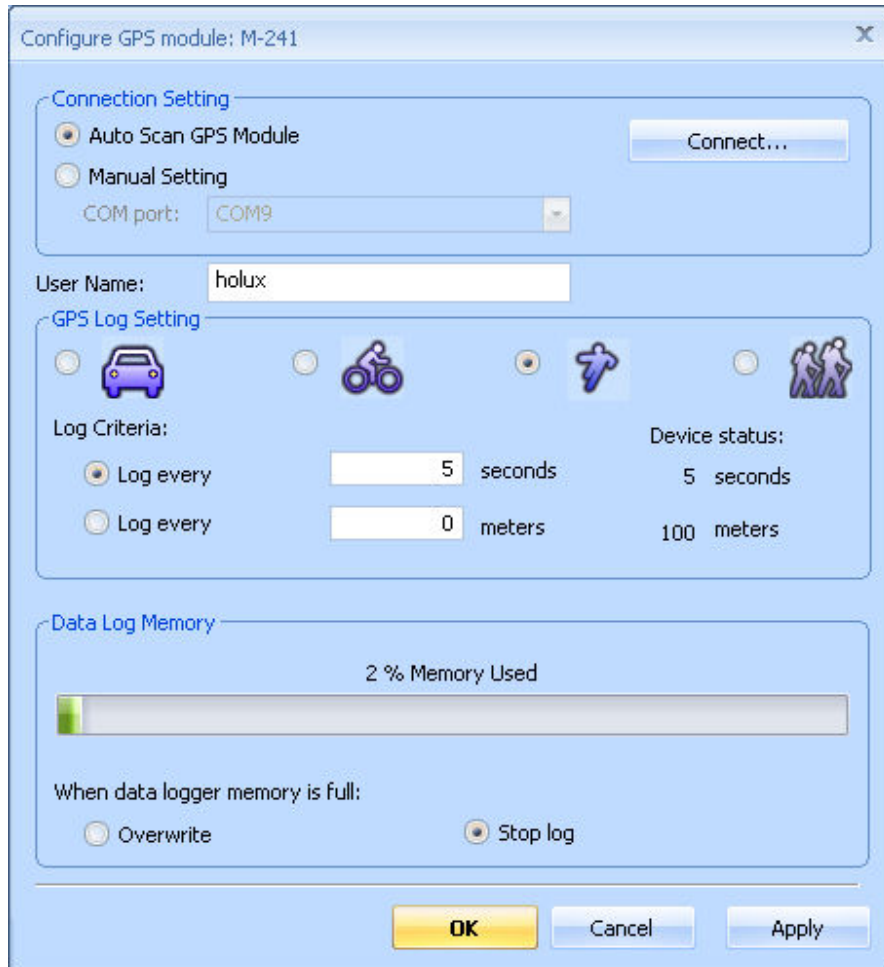 Configure GPS module: M-241
Connection Setting
Auto Scan GPS Module
Connect...
Manual Setting
COM port: COM9
User Name: holux
GPS Log Setting
Log Criteria:
Device status:
Log every 5 seconds
5 seconds
Log every 0 meters
100 meters
Data Log Memory
2 % Memory Used
When data logger memory is full:
Overwrite
Stop log
OK
Cancel
Apply